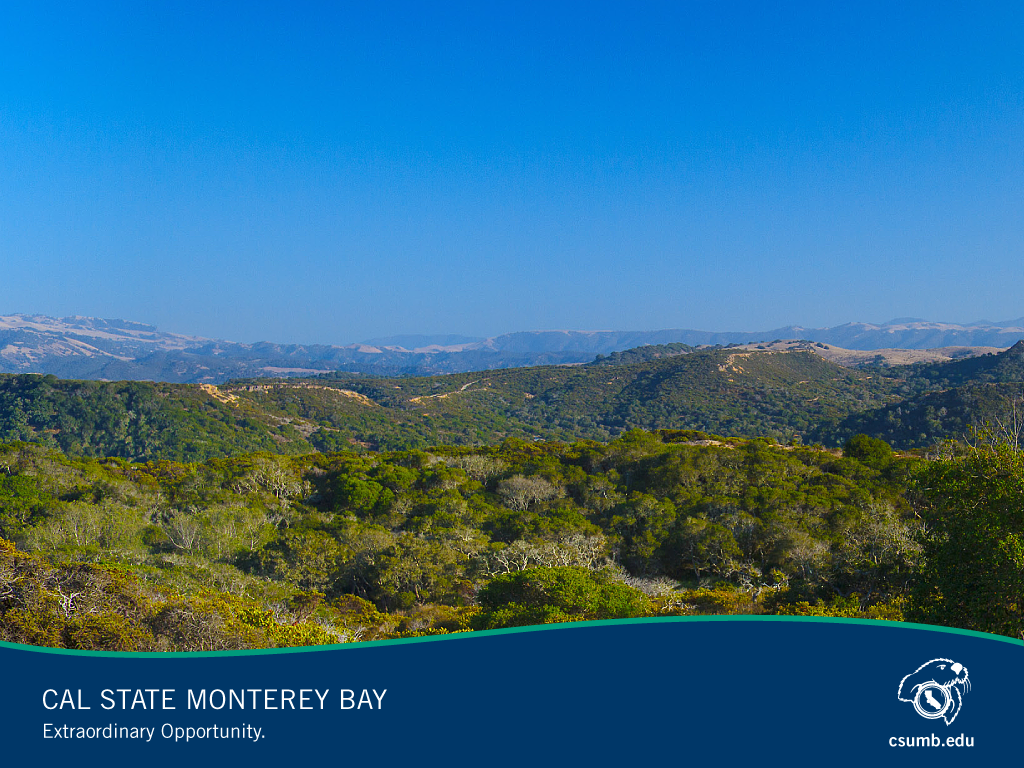 CAL STATE MONTEREY BAY
Extraordinary Opportunity.
csumb.edu